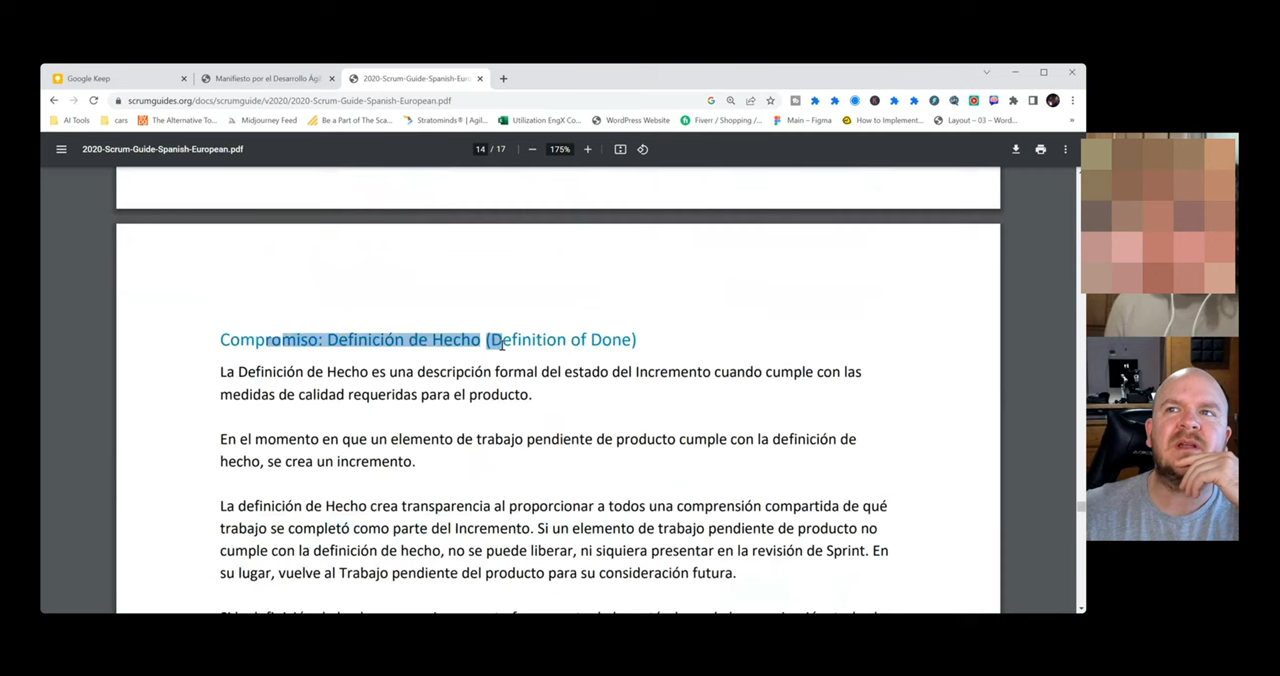 Google Keep
Manifiesto por el Desarrollo Ági
2020-Scrum-Guide-Spanish-Euro
scrumguides.org/docs/scrumguide/v2020/2020-Scrum-Guide-Spanish-European.pdf
AI Tools
cars
The Alternative To...
Midjourney Feed
Be a Part of the Sca...
Stratominds® | Agil...
Utilization EngX Co...
WordPress Website
Fiverr / Shopping /...
Main – Figma
How to Implement...
Layout – 03 – Word...
»
2020-Scrum-Guide-Spanish-European.pdf
14 / 17
175%
Compromiso: Definición de Hecho (Definition of Done)
La Definición de Hecho es una descripción formal del estado del Incremento cuando cumple con las
medidas de calidad requeridas para el producto.
En el momento en que un elemento de trabajo pendiente de producto cumple con la definición de
hecho, se crea un incremento.
La definición de Hecho crea transparencia al proporcionar a todos una comprensión compartida de qué
trabajo se completó como parte del Incremento. Si un elemento de trabajo pendiente de producto no
cumple con la definición de hecho, no se puede liberar, ni siquiera presentar en la revisión de Sprint. En
su lugar, vuelve al Trabajo pendiente del producto para su consideración futura.